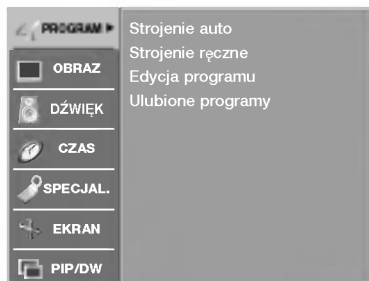 PROGRAM
OBRAZ
DŹWIĘK
CZAS
SPECJAL.
EKRAN
PIP/DW
Strojenie auto
Strojenie ręczne
Edycja programu
Ulubione programy